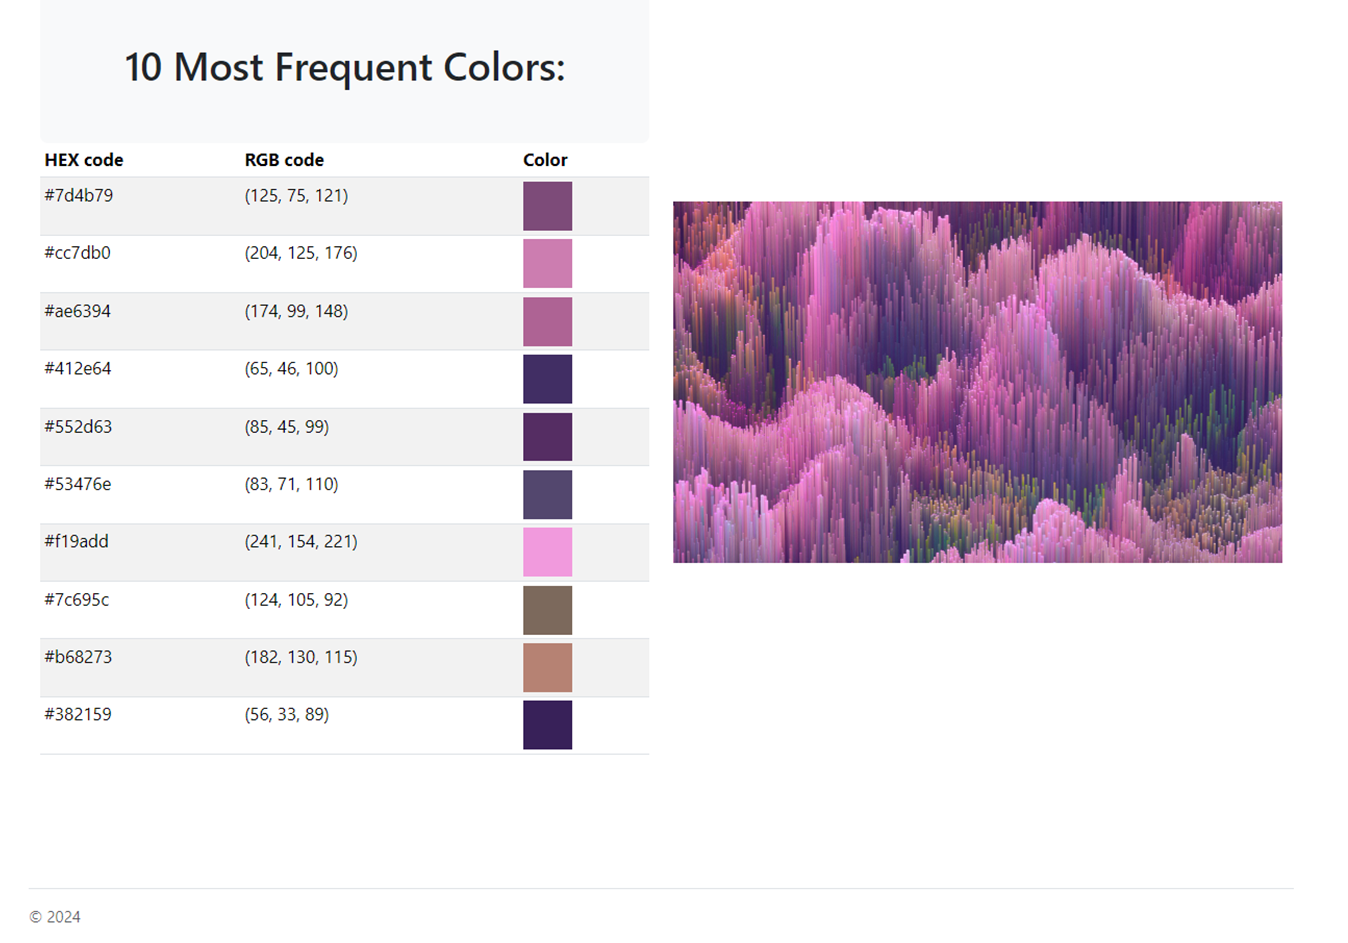 10 Most Frequent Colors:
HEX code RGB code Color
#7d4b79 (125, 75, 121)
#cc7db0 (204, 125, 176)
#ae6394 (174, 99, 148)
#412e64 (65, 46, 100)
#552d63 (85, 45, 99)
#53476e (83, 71, 110)
#f19add (241, 154, 221)
#7c695c (124, 105, 92)
#b68273 (182, 130, 115)
#382159 (56, 33, 89)
© 2024